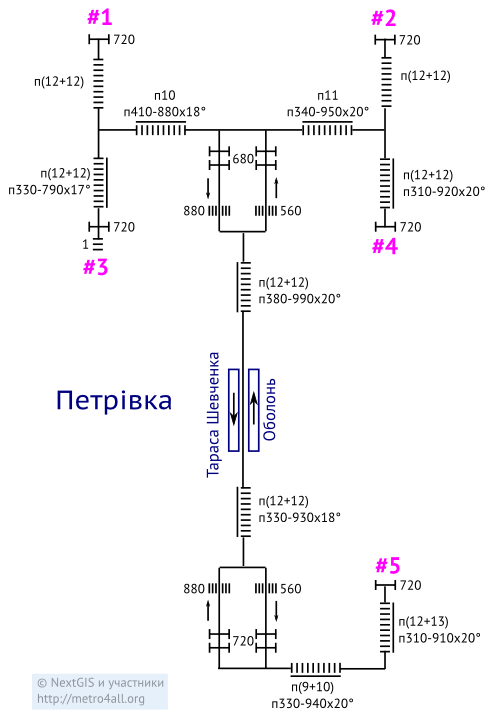 #1
720
п(12+12)
#2
720
п(12+12)
п10
п410-880x18°
п11
п340-950x20°
п(12+12)
п330-790x17°
720
1
#3
680
880
560
п(12+12)
п310-920x20°
720
#4
п(12+12)
п380-990x20°
Петрівка
Тараса Шевченка
Оболонь
п(12+12)
п330-930x18°
880
560
720
#5
720
п(12+13)
п310-910x20°
п(9+10)
п330-940x20°
© NextGIS и участники
http://metro4all.org